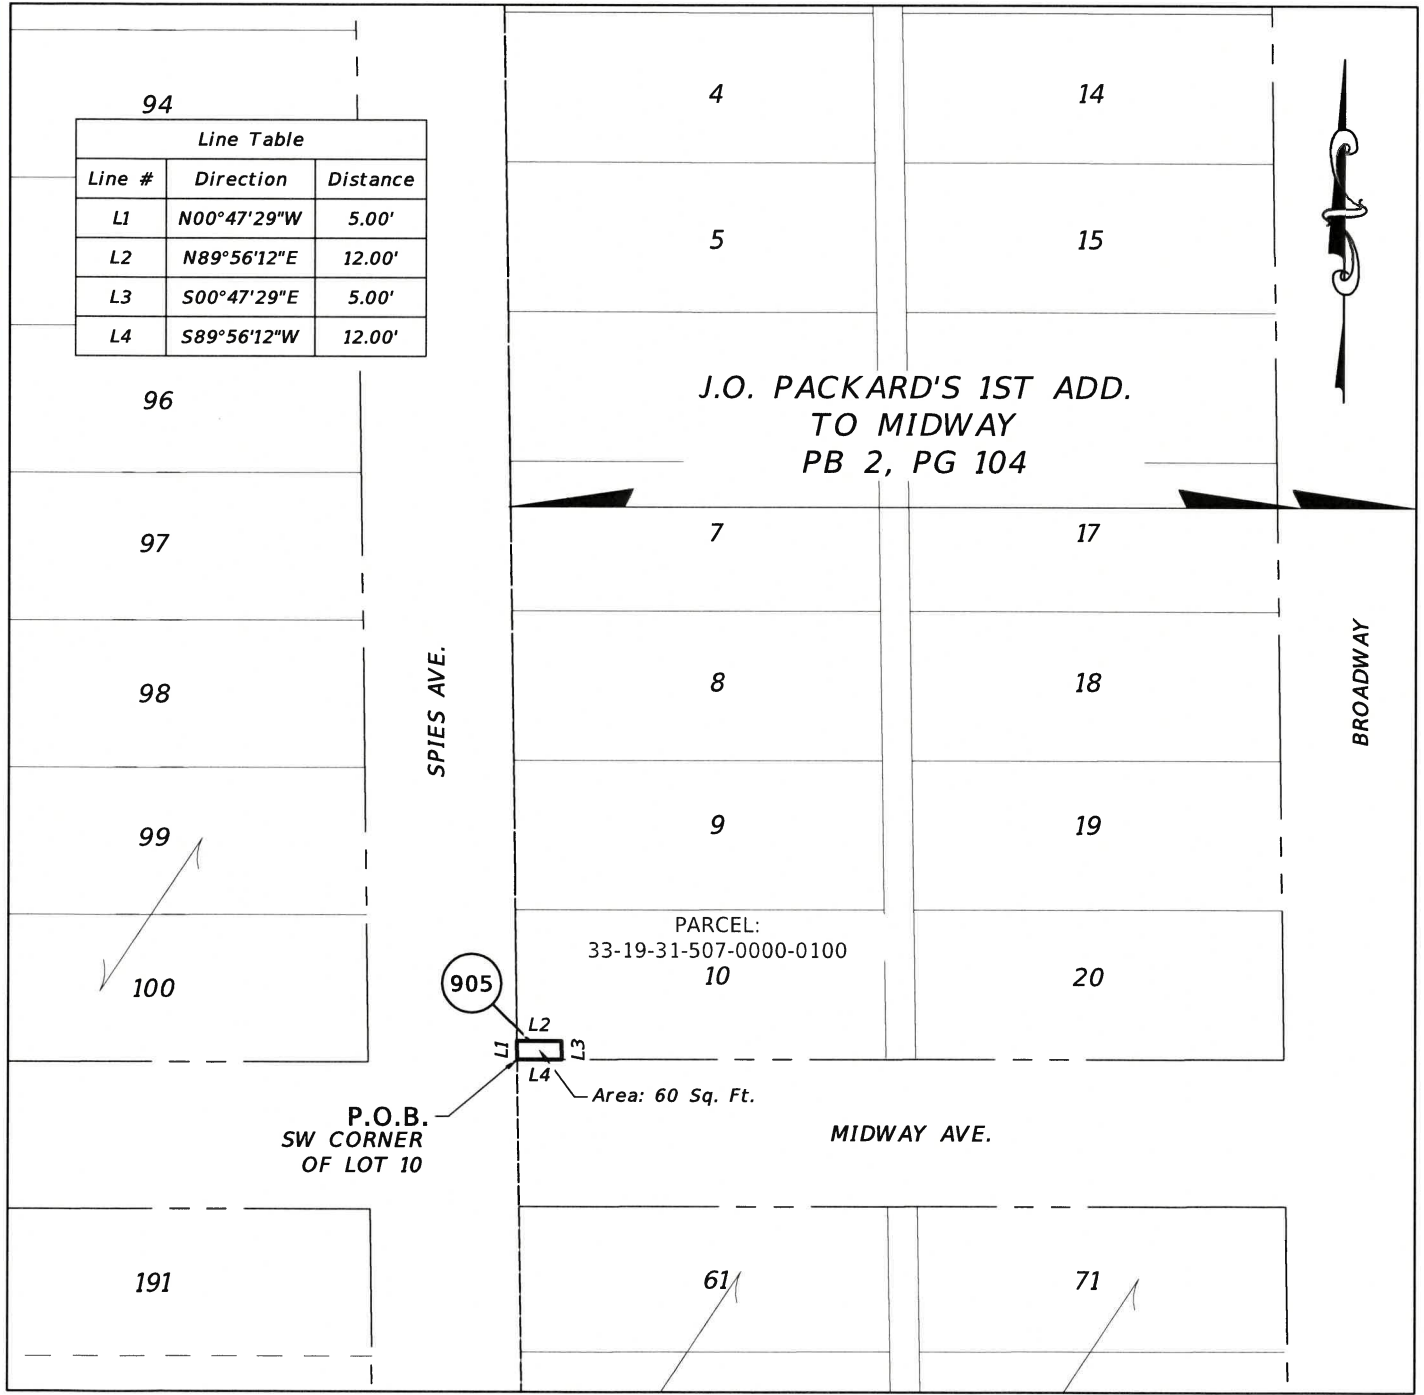 94
Line Table
Line # Direction Distance
L1 N00°47'29"W 5.00'
L2 N89°56'12"E 12.00'
L3 S00°47'29"E 5.00'
L4 S89°56'12"W 12.00'
96
97
98
99
100
191
SPIES AVE.
4
14
5
15
J.O. PACKARD'S 1ST ADD.
TO MIDWAY
PB 2, PG 104
7
17
8
18
9
19
PARCEL:
33-19-31-507-0000-0100
10
20
BROADWAY
905
L2
L1
L3
L4
Area: 60 Sq. Ft.
P.O.B.
SW CORNER
OF LOT 10
MIDWAY AVE.
61
71